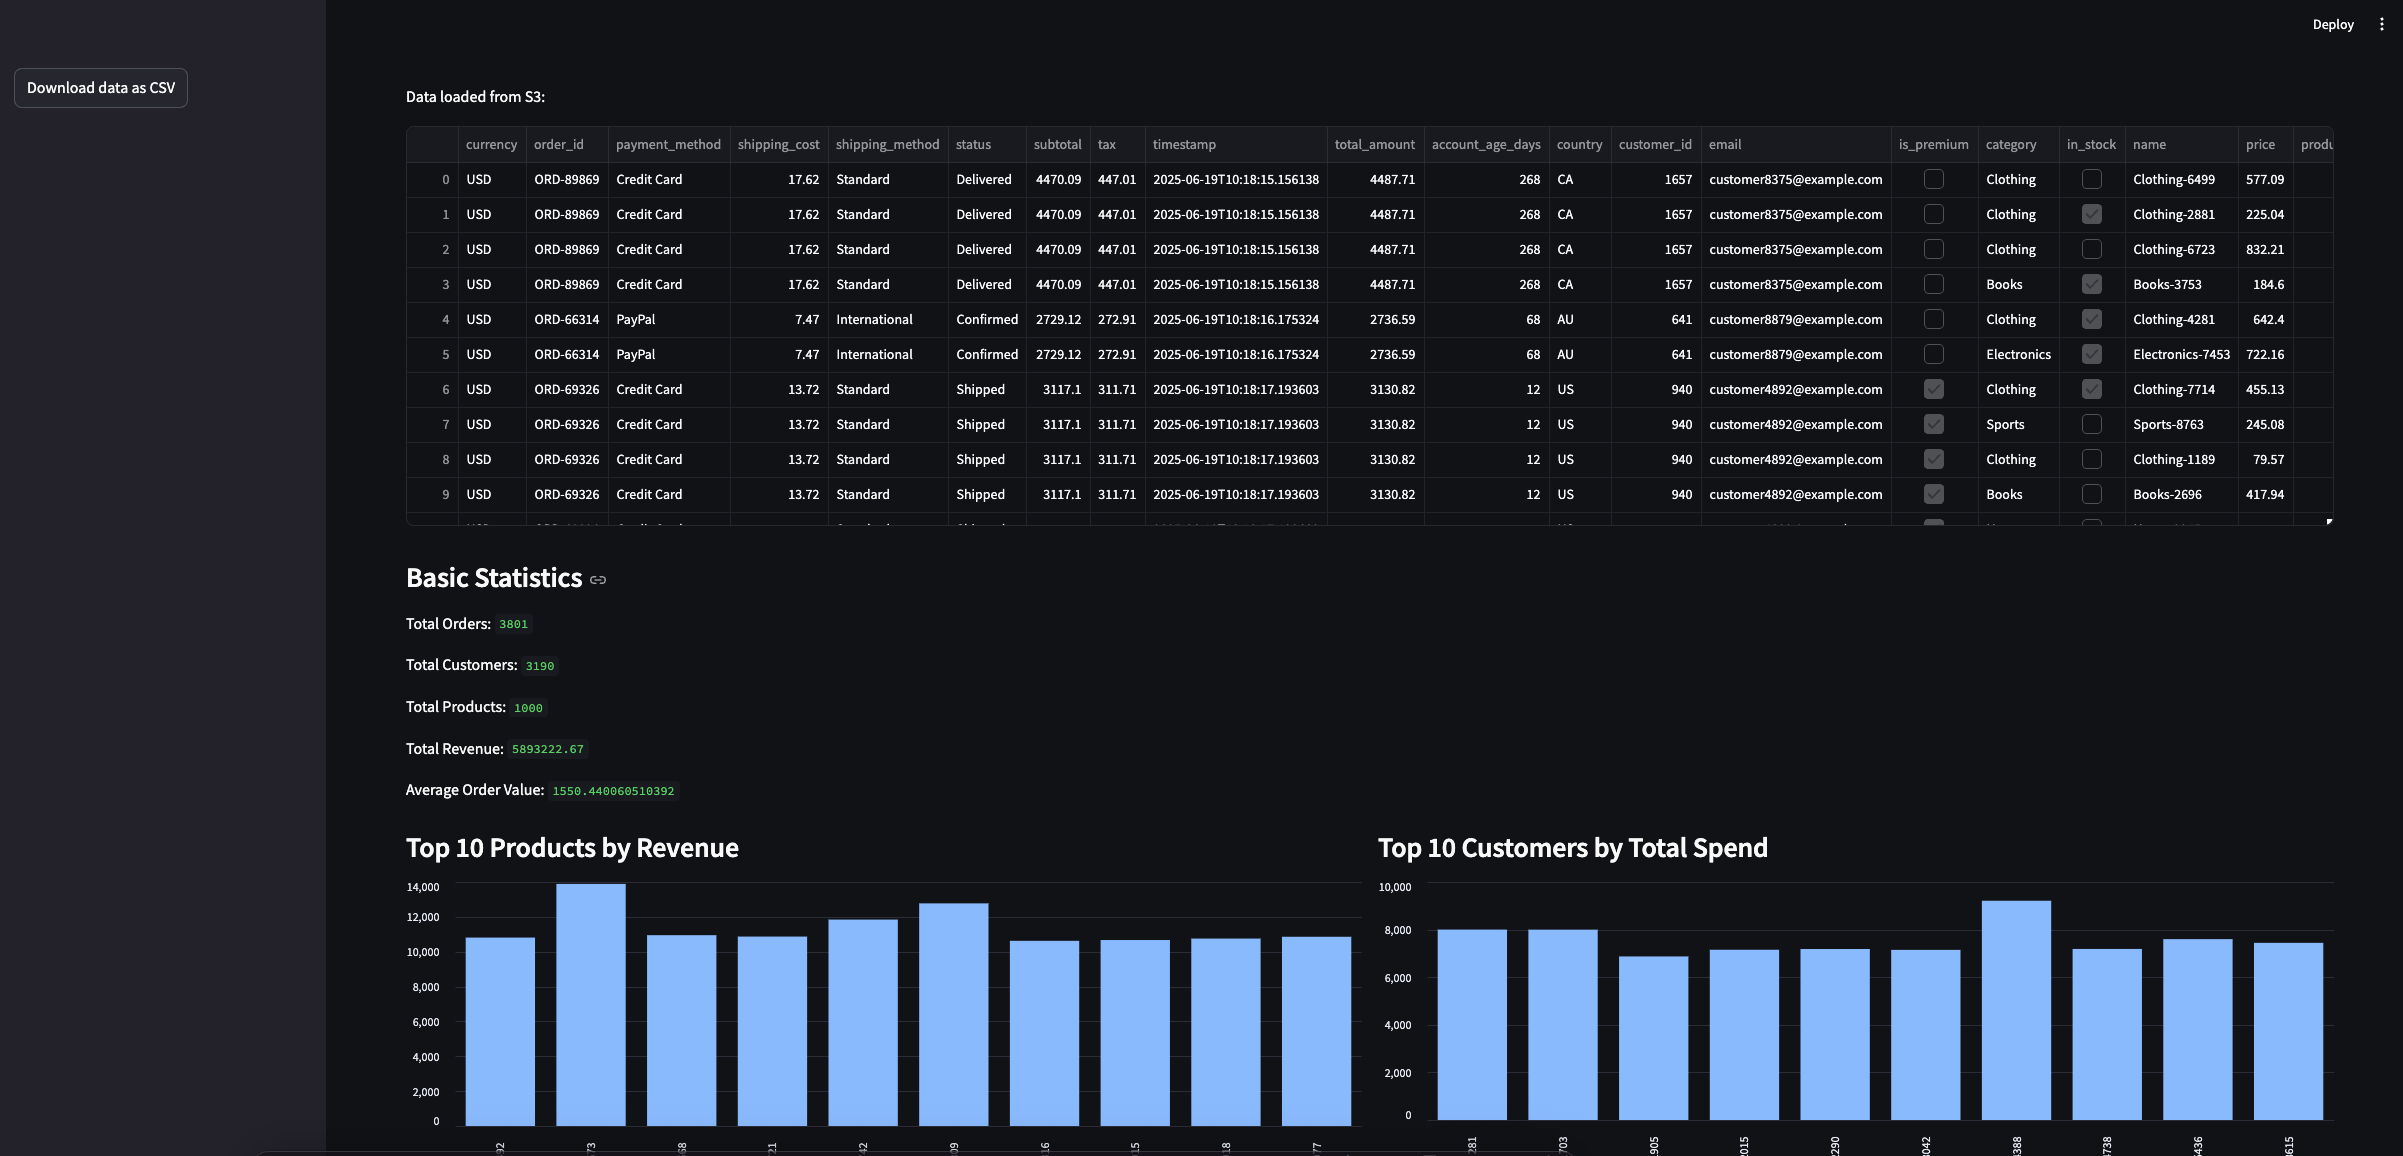 Deploy
Download data as CSV
Data loaded from S3:
currency order_id payment_method shipping_cost shipping_method status subtotal tax timestamp total_amount account_age_days country customer_id email is_premium category in_stock name price produ
0 USD ORD-89869 Credit Card 17.62 Standard Delivered 4470.09 447.01 2025-06-19T10:18:15.156138 4487.71 268 CA 1657 customer8375@example.com Clothing Clothing-6499 577.09
1 USD ORD-89869 Credit Card 17.62 Standard Delivered 4470.09 447.01 2025-06-19T10:18:15.156138 4487.71 268 CA 1657 customer8375@example.com Clothing Clothing-2881 225.04
2 USD ORD-89869 Credit Card 17.62 Standard Delivered 4470.09 447.01 2025-06-19T10:18:15.156138 4487.71 268 CA 1657 customer8375@example.com Clothing Clothing-6723 832.21
3 USD ORD-89869 Credit Card 17.62 Standard Delivered 4470.09 447.01 2025-06-19T10:18:15.156138 4487.71 268 CA 1657 customer8375@example.com Books Books-3753 184.6
4 USD ORD-66314 PayPal 7.47 International Confirmed 2729.12 272.91 2025-06-19T10:18:16.175324 2736.59 68 AU 641 customer8879@example.com Clothing Clothing-4281 642.4
5 USD ORD-66314 PayPal 7.47 International Confirmed 2729.12 272.91 2025-06-19T10:18:16.175324 2736.59 68 AU 641 customer8879@example.com Electronics Electronics-7453 722.16
6 USD ORD-69326 Credit Card 13.72 Standard Shipped 3117.1 311.71 2025-06-19T10:18:17.193603 3130.82 12 US 940 customer4892@example.com Clothing Clothing-7714 455.13
7 USD ORD-69326 Credit Card 13.72 Standard Shipped 3117.1 311.71 2025-06-19T10:18:17.193603 3130.82 12 US 940 customer4892@example.com Sports Sports-8763 245.08
8 USD ORD-69326 Credit Card 13.72 Standard Shipped 3117.1 311.71 2025-06-19T10:18:17.193603 3130.82 12 US 940 customer4892@example.com Clothing Clothing-1189 79.57
9 USD ORD-69326 Credit Card 13.72 Standard Shipped 3117.1 311.71 2025-06-19T10:18:17.193603 3130.82 12 US 940 customer4892@example.com Books Books-2696 417.94
Basic Statistics
Total Orders: 3801
Total Customers: 3190
Total Products: 1000
Total Revenue: 5893222.67
Average Order Value: 1550.440060510392
Top 10 Products by Revenue
14,000
12,000
10,000
8,000
6,000
4,000
2,000
0
Top 10 Customers by Total Spend
10,000
8,000
6,000
4,000
2,000
0